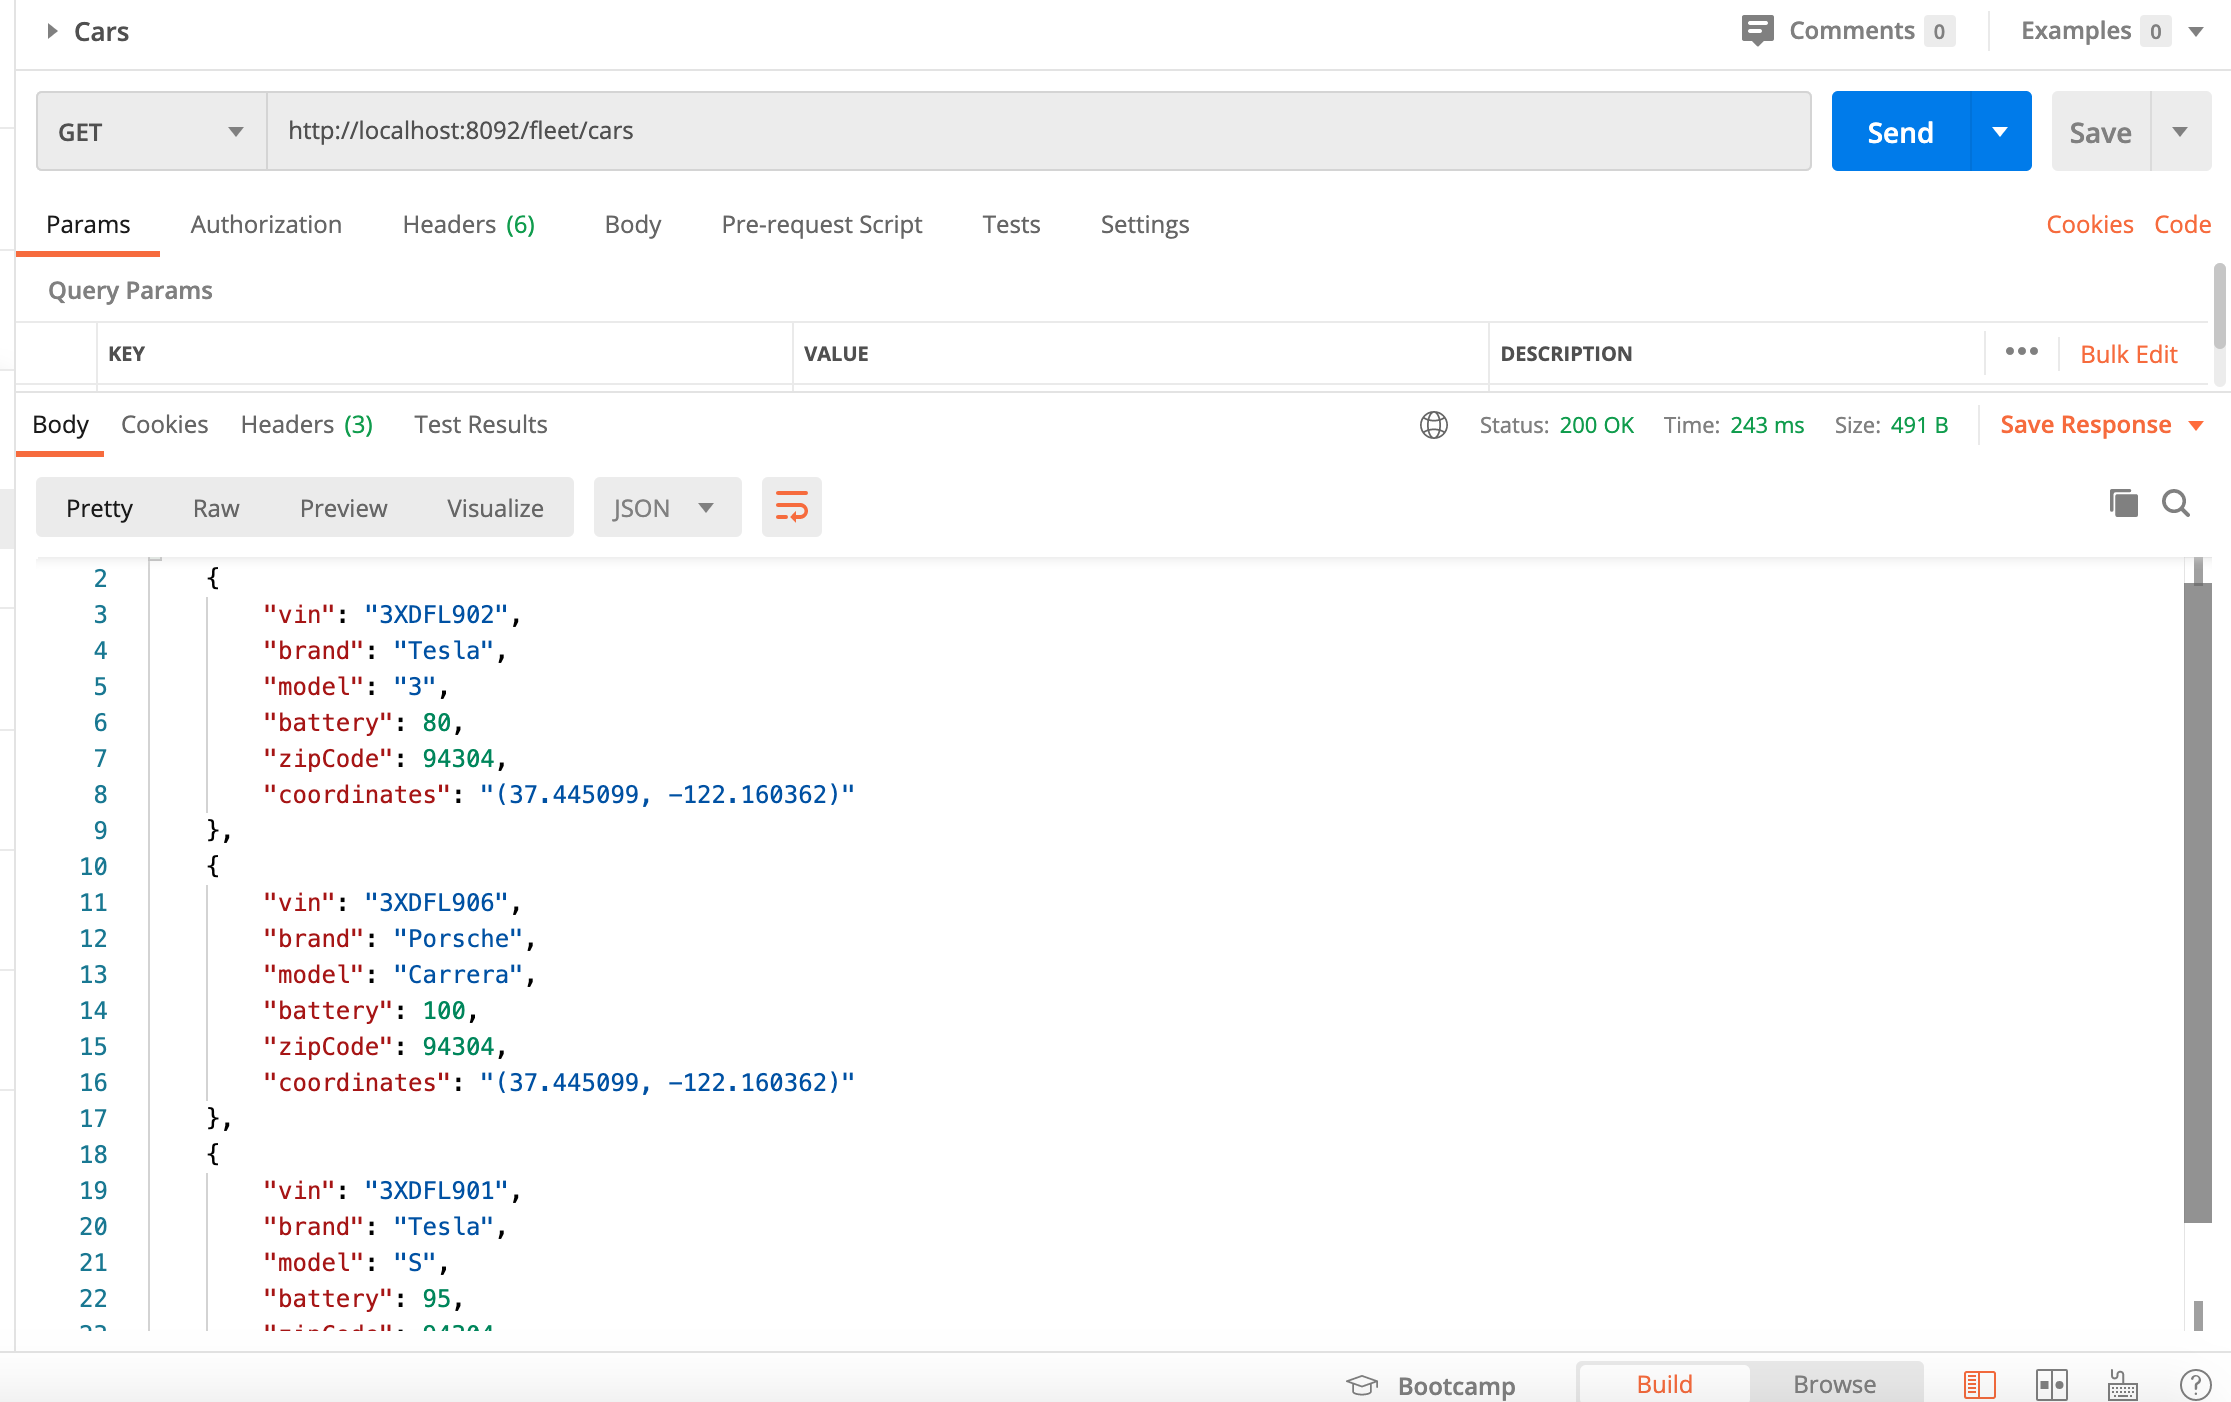 Cars
Comments 0
Examples 0
GET
http://localhost:8092/fleet/cars
Send
Save
Params Authorization Headers (6) Body Pre-request Script Tests Settings
Cookies Code
Query Params
KEY VALUE DESCRIPTION ••• Bulk Edit
Body Cookies Headers (3) Test Results
Status: 200 OK Time: 243 ms Size: 491 B Save Response
Pretty Raw Preview Visualize JSON
2 {
3 "vin": "3XDFL902",
4 "brand": "Tesla",
5 "model": "3",
6 "battery": 80,
7 "zipCode": 94304,
8 "coordinates": "(37.445099, -122.160362)"
9 },
10 {
11 "vin": "3XDFL906",
12 "brand": "Porsche",
13 "model": "Carrera",
14 "battery": 100,
15 "zipCode": 94304,
16 "coordinates": "(37.445099, -122.160362)"
17 },
18 {
19 "vin": "3XDFL901",
20 "brand": "Tesla",
21 "model": "S",
22 "battery": 95,
23 "zipCode": 94304
Bootcamp Build Browse ?